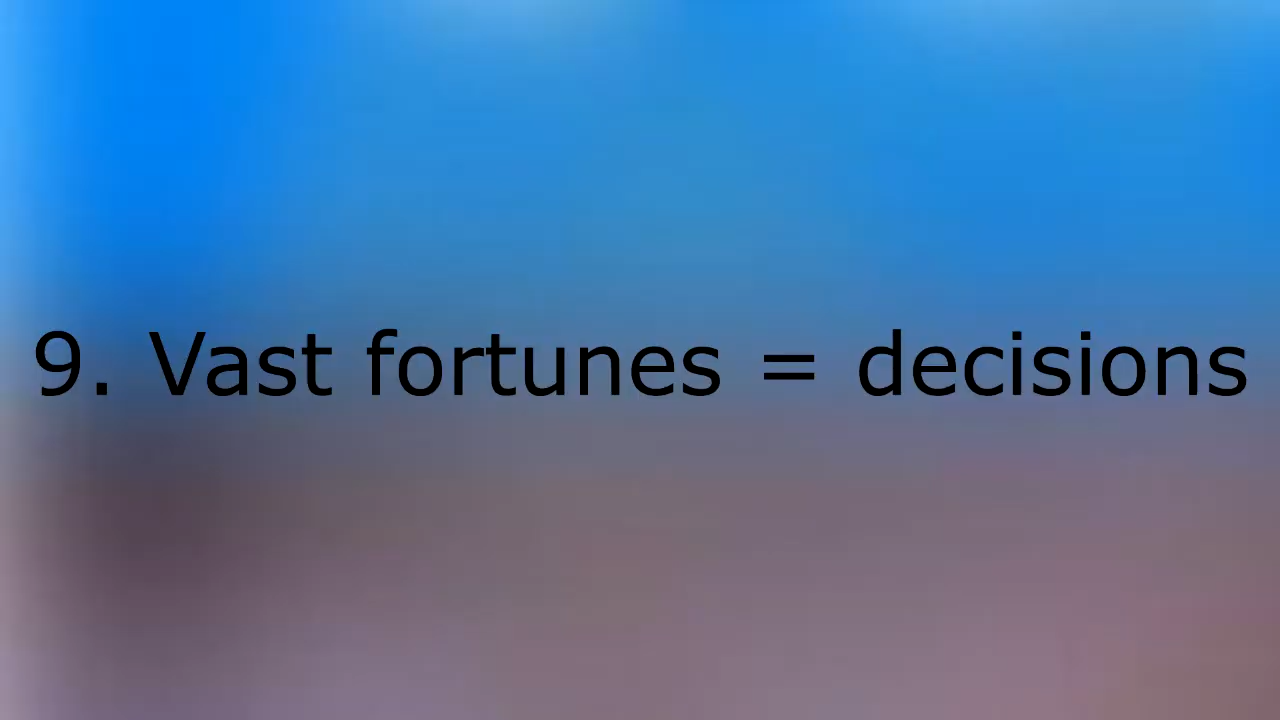 9. Vast fortunes = decisions